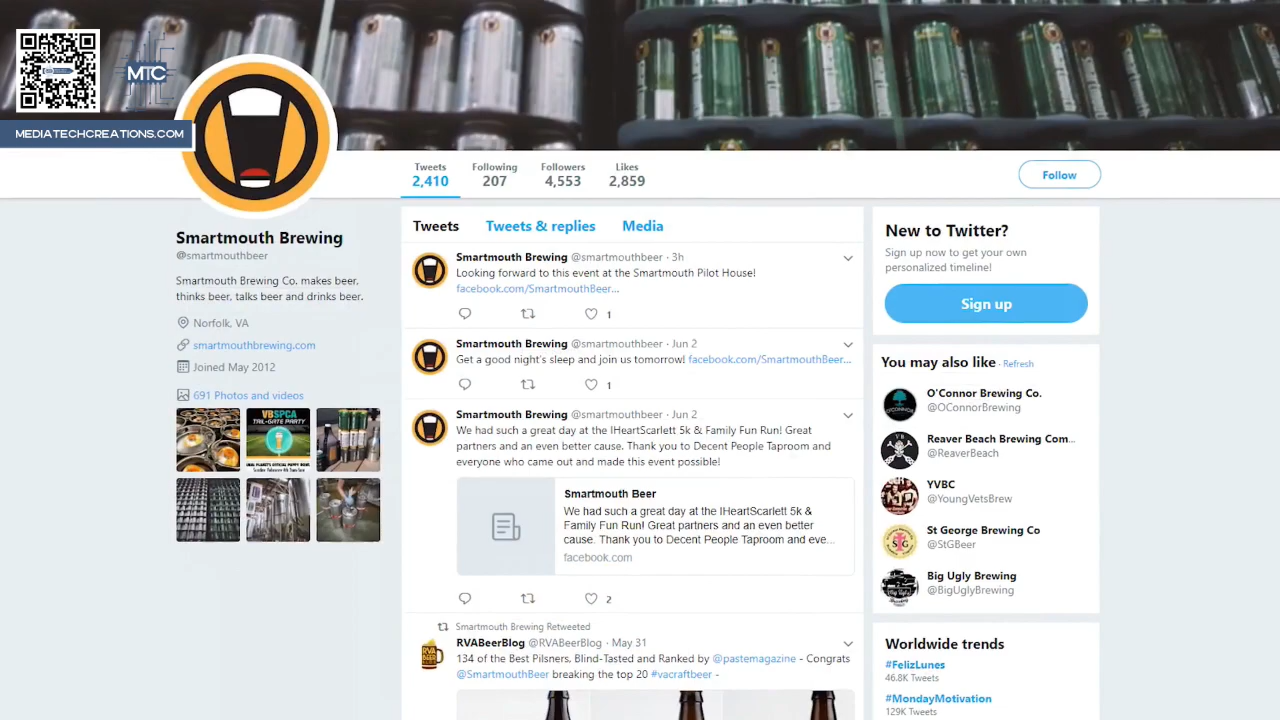 MTC
MEDIATECHCREATIONS.COM
Tweets
2,410
Following
207
Followers
4,553
Likes
2,859
Follow
Smartmouth Brewing
@smartmouthbeer
Smartmouth Brewing Co. makes beer,
thinks beer, talks beer and drinks beer.
Norfolk, VA
smartmouthbrewing.com
Joined May 2012
691 Photos and videos
VBSPCA
TAIL-GATE PARTY
Tweets Tweets & replies Media
Smartmouth Brewing @smartmouthbeer · 3h
Looking forward to this event at the Smartmouth Pilot House!
facebook.com/SmartmouthBeer...
1
Smartmouth Brewing @smartmouthbeer · Jun 2
Get a good night's sleep and join us tomorrow! facebook.com/SmartmouthBeer...
1
Smartmouth Brewing @smartmouthbeer · Jun 2
We had such a great day at the IHeartScarlett 5k & Family Fun Run! Great
partners and an even better cause. Thank you to Decent People Taproom and
everyone who came out and made this event possible!
Smartmouth Beer
We had such a great day at the IHeartScarlett 5k &
Family Fun Run! Great partners and an even better
cause. Thank you to Decent People Taproom and eve...
facebook.com
2
Smartmouth Brewing Retweeted
RVA BEER BLOG
RVABeerBlog @RVABeerBlog · May 31
134 of the Best Pilsners, Blind-Tasted and Ranked by @pastemagazine - Congrats
@SmartmouthBeer breaking the top 20 #vacraftbeer -
New to Twitter?
Sign up now to get your own
personalized timeline!
Sign up
You may also like · Refresh
O'CONNOR
O'Connor Brewing Co.
@OConnorBrewing
Reaver Beach Brewing Com...
@ReaverBeach
YVBC
@YoungVetsBrew
St George Brewing Co
@StGBeer
Big Ugly Brewing
@BigUglyBrewing
Worldwide trends
#FelizLunes
46.8K Tweets
#MondayMotivation
129K Tweets